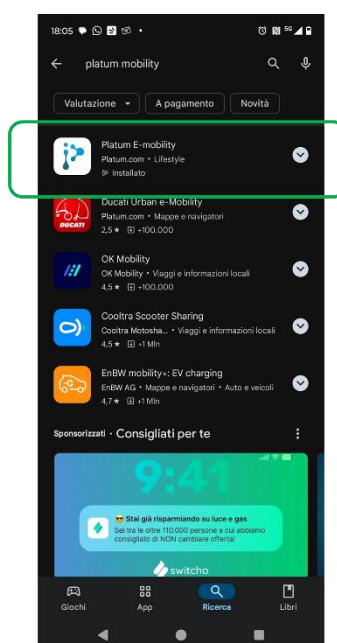 18:05
5G
platum mobility
Valutazione
A pagamento
Novità
Platum E-mobility
Platum.com • Lifestyle
Installato
Ducati Urban e-Mobility
Platum.com • Mappe e navigatori
2,5 ★ +100.000
DUCATI
OK Mobility
OK Mobility • Viaggi e informazioni locali
4,5 ★ +100.000
Cooltra Scooter Sharing
Cooltra Motosha... • Viaggi e informazioni locali
4,5 ★ +1 Mln
EnBW mobility+: EV charging
EnBW AG • Mappe e navigatori • Auto e veicoli
4,7 ★ +1 Mln
Sponsorizzati • Consigliati per te
9:41
Stai già risparmiando su luce e gas
Sei tra le oltre 110.000 persone a cui abbiamo
consigliato di NON cambiare offerta!
switcho
Giochi
App
Ricerca
Libri